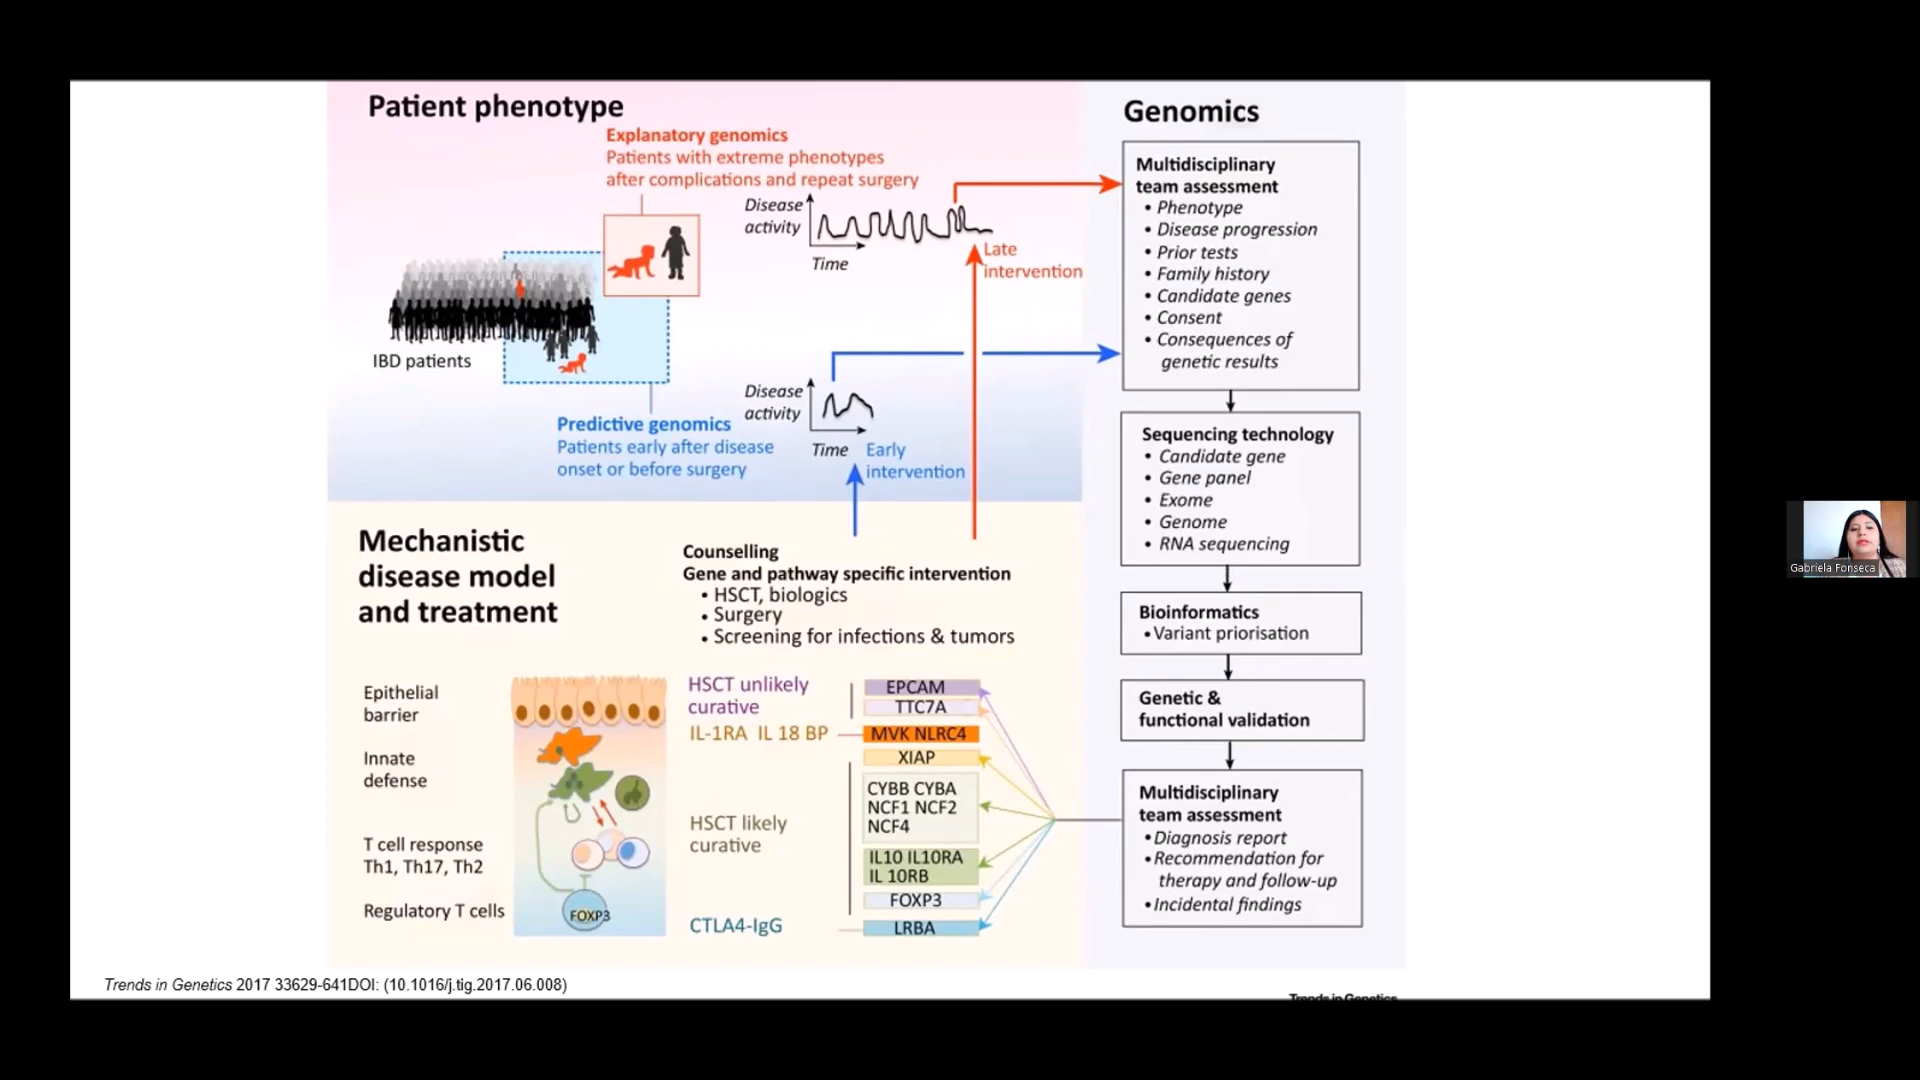 Patient phenotype
Explanatory genomics
Patients with extreme phenotypes
after complications and repeat surgery
Disease
activity
Time
Late
intervention
IBD patients
Disease
activity
Time
Early
intervention
Predictive genomics
Patients early after disease
onset or before surgery
Genomics
Multidisciplinary
team assessment
• Phenotype
• Disease progression
• Prior tests
• Family history
• Candidate genes
• Consent
• Consequences of
genetic results
Sequencing technology
• Candidate gene
• Gene panel
• Exome
• Genome
• RNA sequencing
Bioinformatics
• Variant priorisation
Genetic &
functional validation
Multidisciplinary
team assessment
• Diagnosis report
• Recommendation for
therapy and follow-up
• Incidental findings
Mechanistic
disease model
and treatment
Counselling
Gene and pathway specific intervention
• HSCT, biologics
• Surgery
• Screening for infections & tumors
Epithelial
barrier
Innate
defense
T cell response
Th1, Th17, Th2
Regulatory T cells
FOXP3
HSCT unlikely
curative
IL-1RA IL 18 BP
HSCT likely
curative
CTLA4-IgG
EPCAM
TTC7A
MVK NLRC4
XIAP
CYBB CYBA
NCF1 NCF2
NCF4
IL10 IL10RA
IL 10RB
FOXP3
LRBA
Trends in Genetics 2017 33629-641DOI: (10.1016/j.tig.2017.06.008)
Trends in Genetics
Gabriela Fonseca